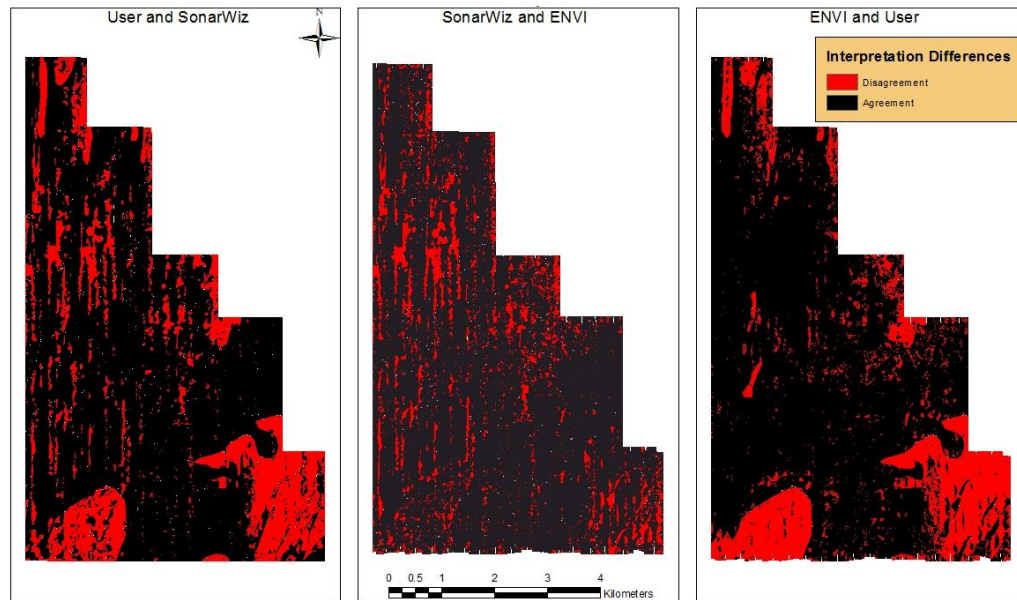 User and SonarWiz
SonarWiz and ENVI
ENVI and User
N
Interpretation Differences
Disagreement
Agreement
0 0.5 1 2 3 4
Kilometers